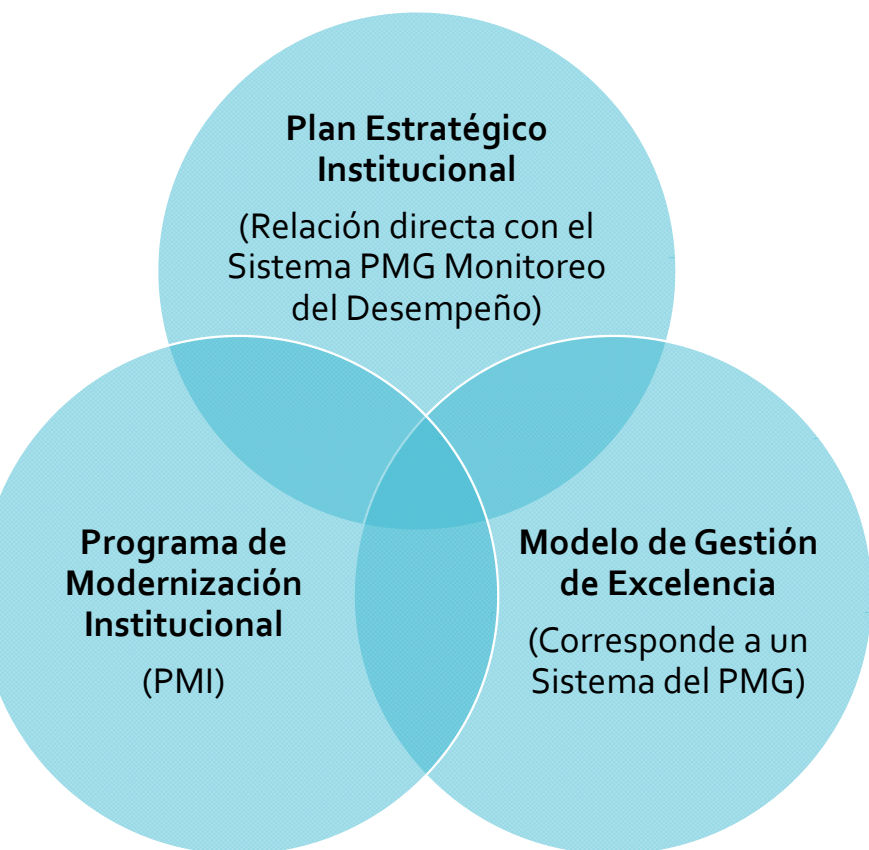 Plan Estratégico
Institucional
(Relación directa con el
Sistema PMG Monitoreo
del Desempeño)
Programa de
Modernización
Institucional
(PMI)
Modelo de Gestión
de Excelencia
(Corresponde a un
Sistema del PMG)